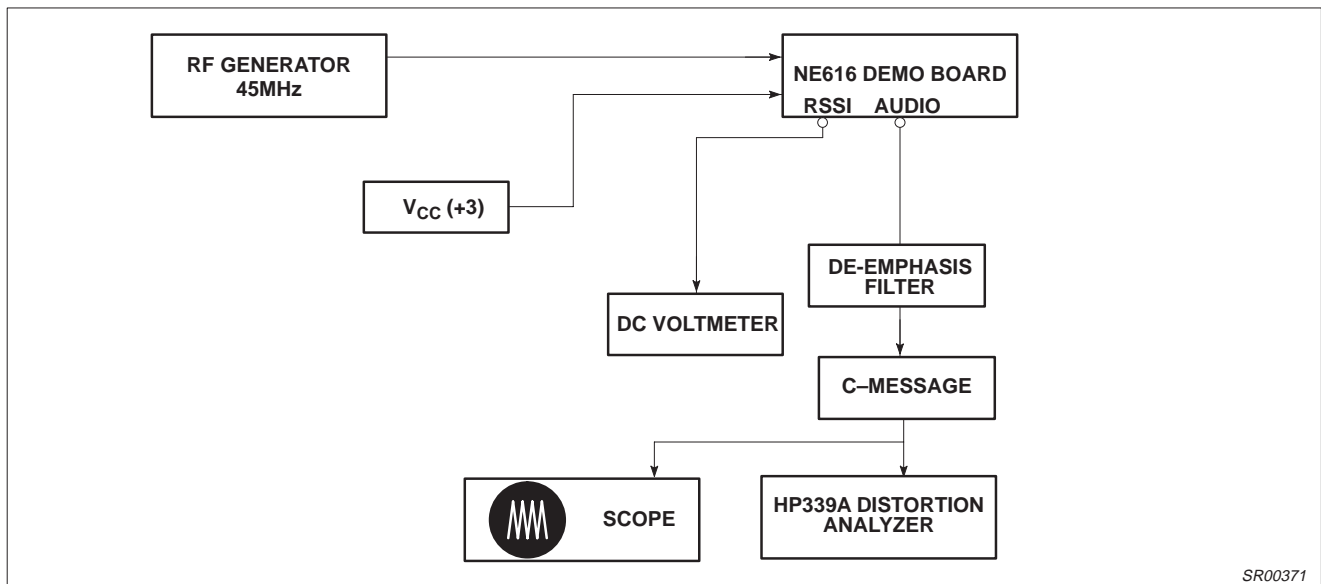 RF GENERATOR
45MHz
NE616 DEMO BOARD
RSSI AUDIO
VCC (+3)
DE-EMPHASIS
FILTER
DC VOLTMETER
C–MESSAGE
SCOPE
HP339A DISTORTION
ANALYZER
SR00371